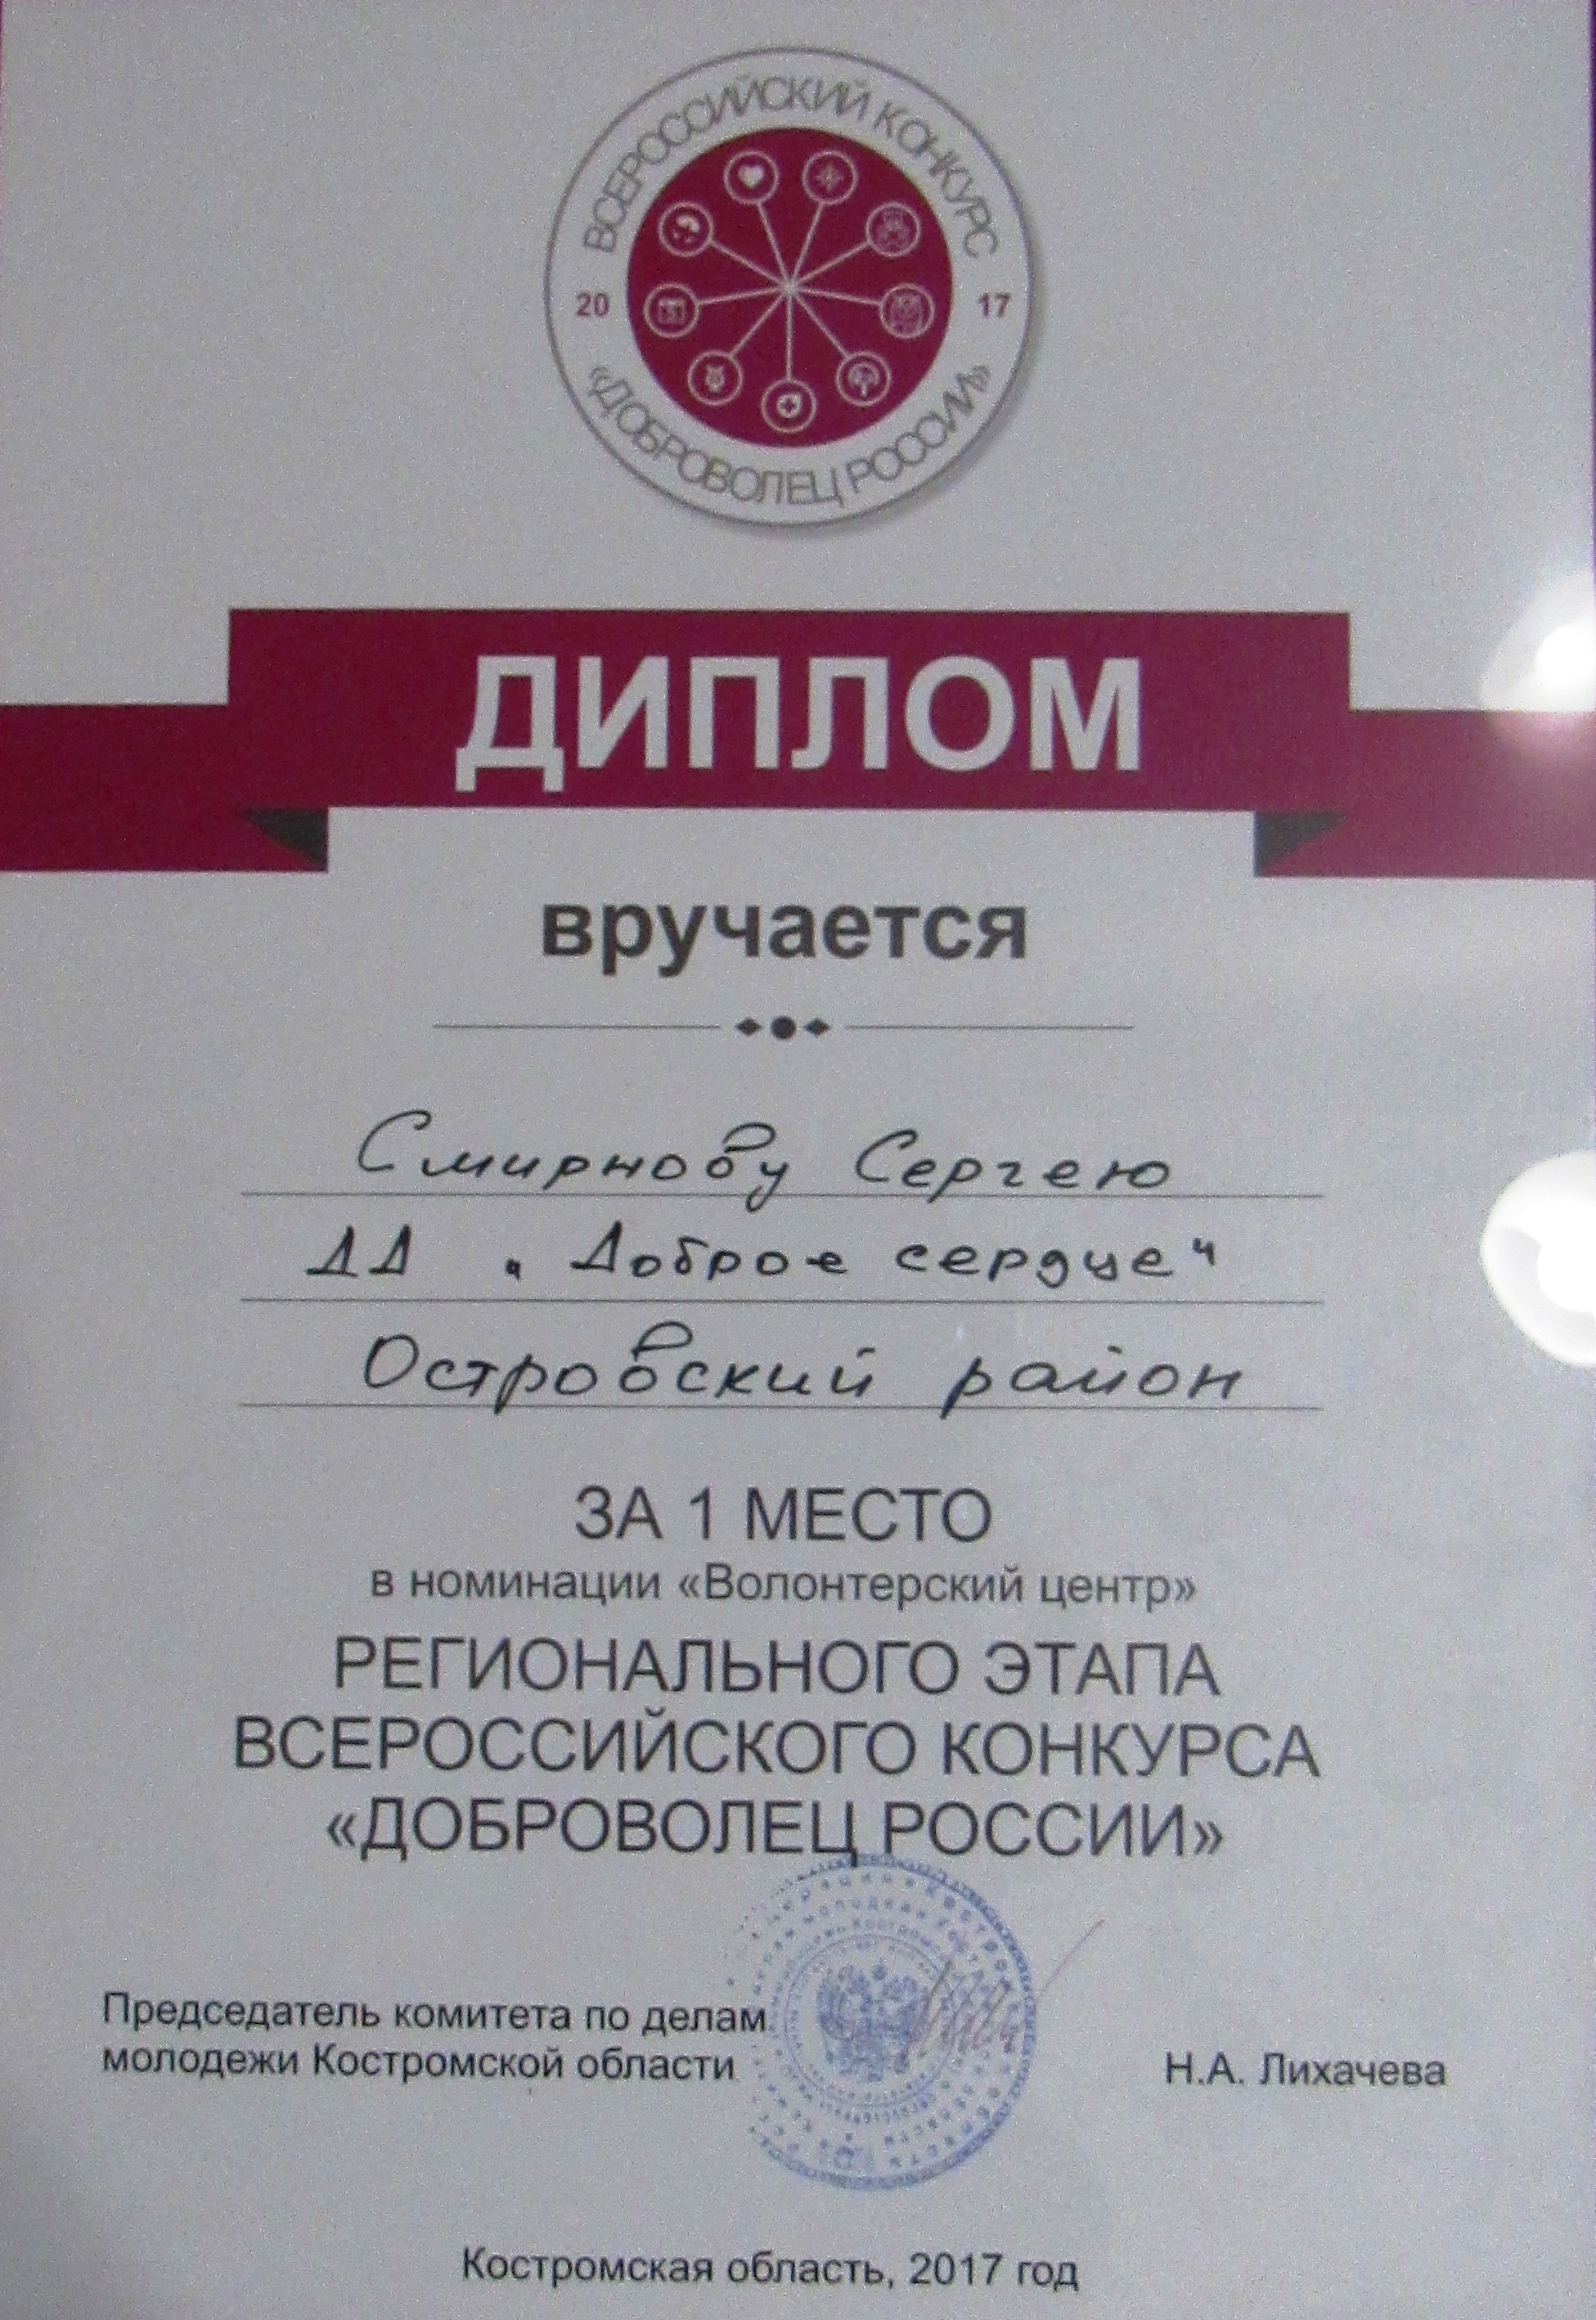 ВСЕРОССИЙСКИЙ КОНКУРС
20 17
«ДОБРОВОЛЕЦ РОССИИ»
ДИПЛОМ
вручается
Смирнову Сергею
ДД "Доброе сердце"
Островский район
ЗА 1 МЕСТО
в номинации «Волонтерский центр»
РЕГИОНАЛЬНОГО ЭТАПА
ВСЕРОССИЙСКОГО КОНКУРСА
«ДОБРОВОЛЕЦ РОССИИ»
Председатель комитета по делам
молодежи Костромской области
Н.А. Лихачева
Костромская область, 2017 год